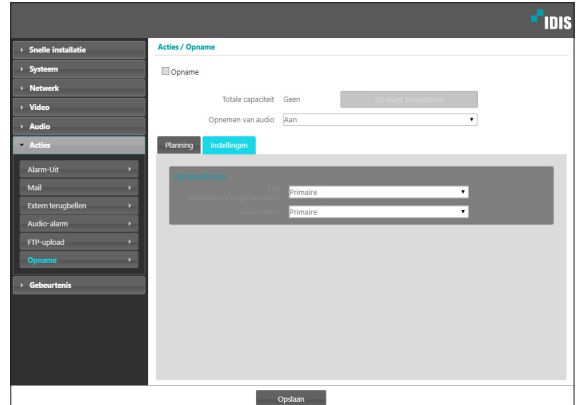 IDIS
Snelle installatie
Systeem
Netwerk
Video
Audio
Acties
Alarm-Uit
Mail
Extern terugbellen
Audio-alarm
FTP-upload
Opname
Gebeurtenis
Acties / Opname
Opname
Totale capaciteit Geen SD-kaart formatteren
Opnemen van audio Aan
Planning Instellingen
Primaire
Gebeurtenis Primaire
Opslaan